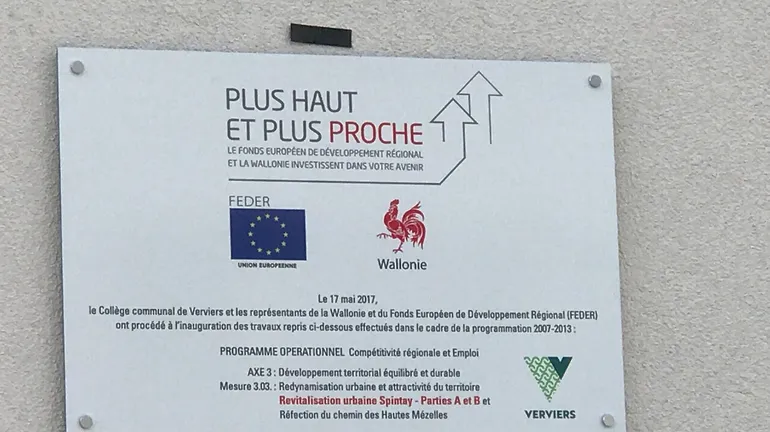 PLUS HAUT
ET PLUS PROCHE
LE FONDS EUROPÉEN DE DÉVELOPPEMENT RÉGIONAL
ET LA WALLONIE INVESTISSENT DANS VOTRE AVENIR
FEDER
UNION EUROPEENNE
Wallonie
Le 17 mai 2017,
le Collège communal de Verviers et les représentants de la Wallonie et du Fonds Européen de Développement Régional (FEDER)
ont procédé à l'inauguration des travaux repris ci-dessous effectués dans le cadre de la programmation 2007-2013 :
PROGRAMME OPERATIONNEL Compétitivité régionale et Emploi
AXE 3 : Développement territorial équilibré et durable
Mesure 3.03. : Redynamisation urbaine et attractivité du territoire
Revitalisation urbaine Spintay - Parties A et B et
Réfection du chemin des Hautes Mézelles
VERVIERS